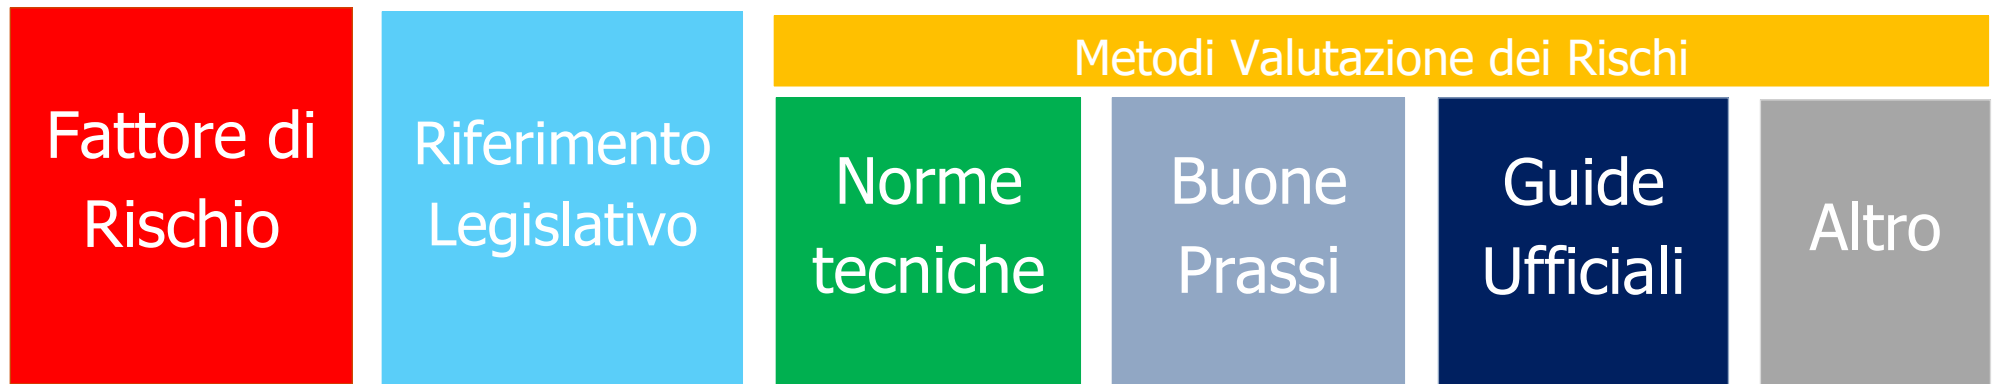 Fattore di
Rischio
Riferimento
Legislativo
Metodi Valutazione dei Rischi
Norme
tecniche
Buone
Prassi
Guide
Ufficiali
Altro